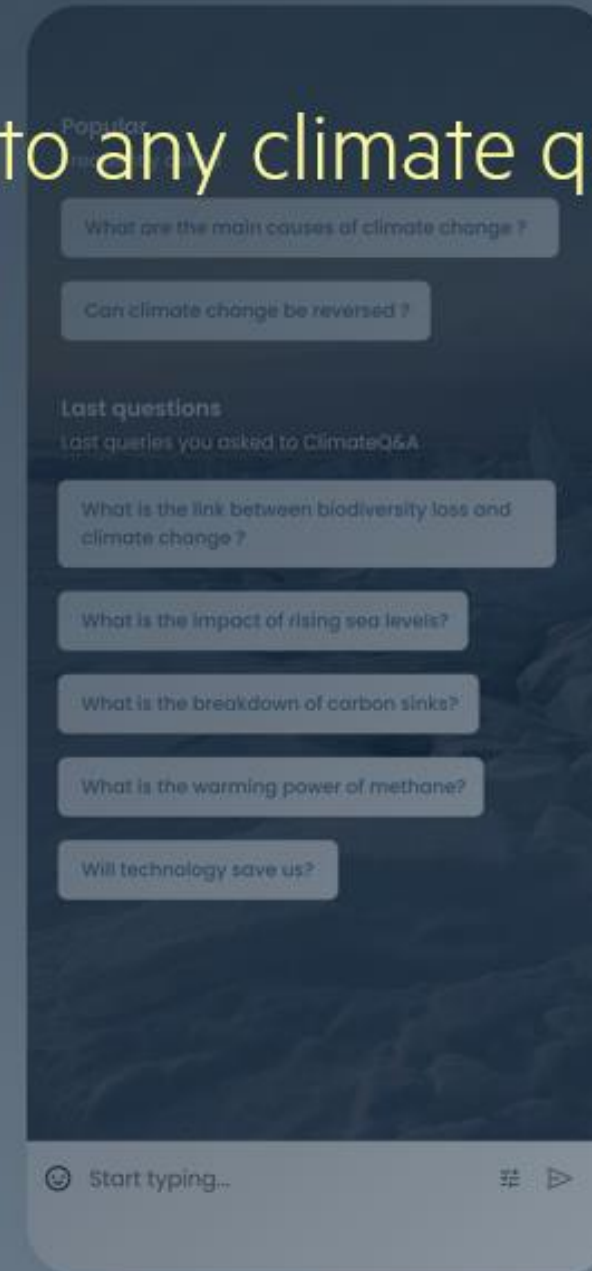 Popular
to any climate q
What are the main causes of climate change ?
Can climate change be reversed ?
Last questions
Last queries you asked to ClimateQ&A
What is the link between biodiversity loss and
climate change ?
What is the impact of rising sea levels?
What is the breakdown of carbon sinks?
What is the warming power of methane?
Will technology save us?
Start typing...